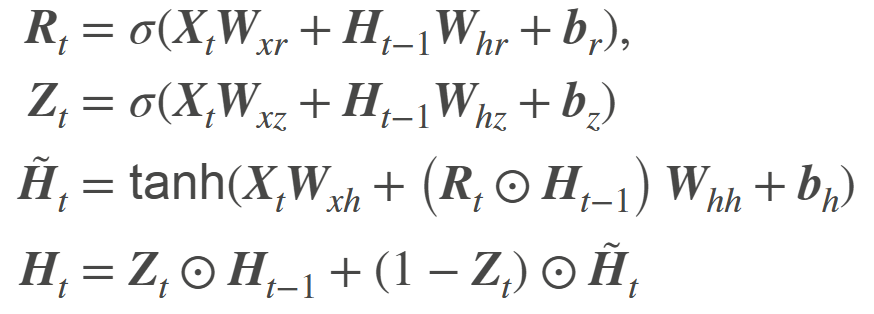 R_t = σ(X_t W_xr + H_{t−1} W_hr + b_r),
Z_t = σ(X_t W_xz + H_{t−1} W_hz + b_z)
H̃_t = tanh(X_t W_xh + (R_t ⊙ H_{t−1}) W_hh + b_h)
H_t = Z_t ⊙ H_{t−1} + (1 − Z_t) ⊙ H̃_t